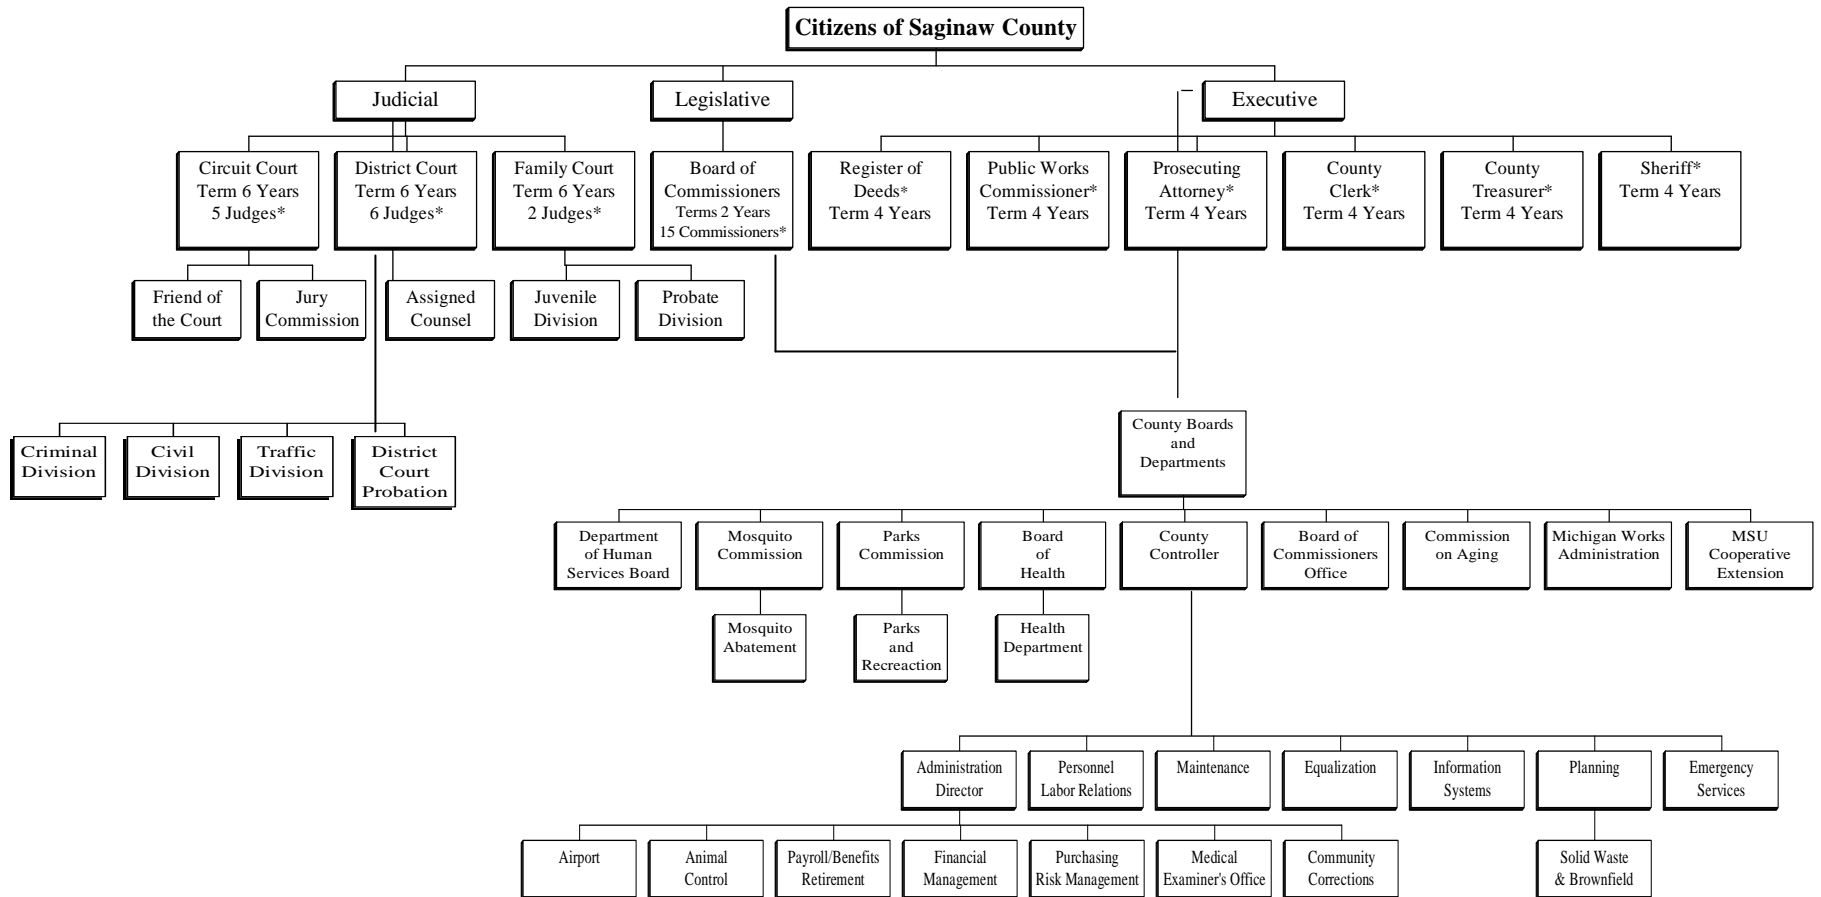 Citizens of Saginaw County
Judicial
Legislative
Executive
Circuit Court
Term 6 Years
5 Judges*
District Court
Term 6 Years
6 Judges*
Family Court
Term 6 Years
2 Judges*
Board of
Commissioners
Terms 2 Years
15 Commissioners*
Register of
Deeds*
Term 4 Years
Public Works
Commissioner*
Term 4 Years
Prosecuting
Attorney*
Term 4 Years
County
Clerk*
Term 4 Years
County
Treasurer*
Term 4 Years
Sheriff*
Term 4 Years
Friend of
the Court
Jury
Commission
Assigned
Counsel
Juvenile
Division
Probate
Division
Criminal
Division
Civil
Division
Traffic
Division
District
Court
Probation
County Boards
and
Departments
Department
of Human
Services Board
Mosquito
Commission
Parks
Commission
Board
of
Health
County
Controller
Board of
Commissioners
Office
Commission
on Aging
Michigan Works
Administration
MSU
Cooperative
Extension
Mosquito
Abatement
Parks
and
Recreaction
Health
Department
Administration
Director
Personnel
Labor Relations
Maintenance
Equalization
Information
Systems
Planning
Emergency
Services
Airport
Animal
Control
Payroll/Benefits
Retirement
Financial
Management
Purchasing
Risk Management
Medical
Examiner's Office
Community
Corrections
Solid Waste
& Brownfield